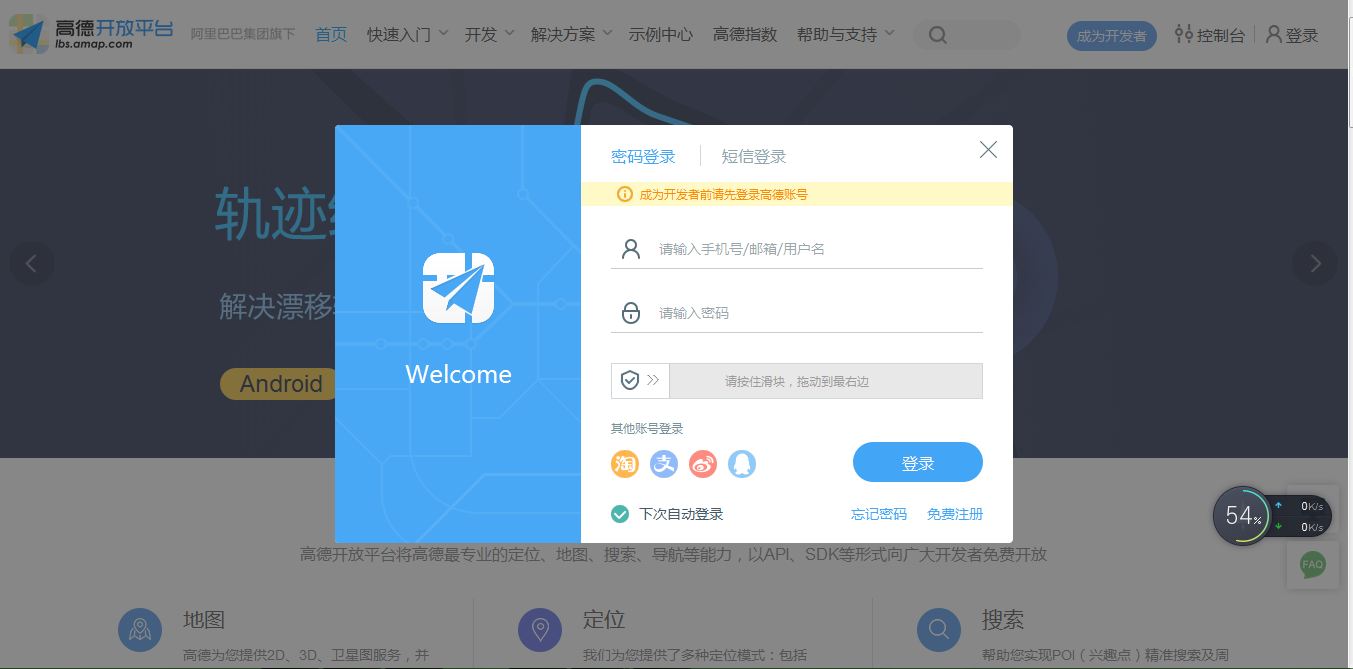 高德开放平台
lbs.amap.com
阿里巴巴集团旗下
首页
快速入门
开发
解决方案
示例中心
高德指数
帮助与支持
成为开发者
控制台
登录
轨迹
解决漂移
Android
Welcome
密码登录
短信登录
成为开发者前请先登录高德账号
请输入手机号/邮箱/用户名
请输入密码
请按住滑块，拖动到最右边
其他账号登录
淘
支
登录
下次自动登录
忘记密码
免费注册
54%
0K/s
0K/s
FAQ
高德开放平台将高德最专业的定位、地图、搜索、导航等能力，以API、SDK等形式向广大开发者免费开放
地图
高德为您提供2D、3D、卫星图服务，并
定位
我们为您提供了多种定位模式：包括
搜索
帮助您实现POI（兴趣点）精准搜索及周